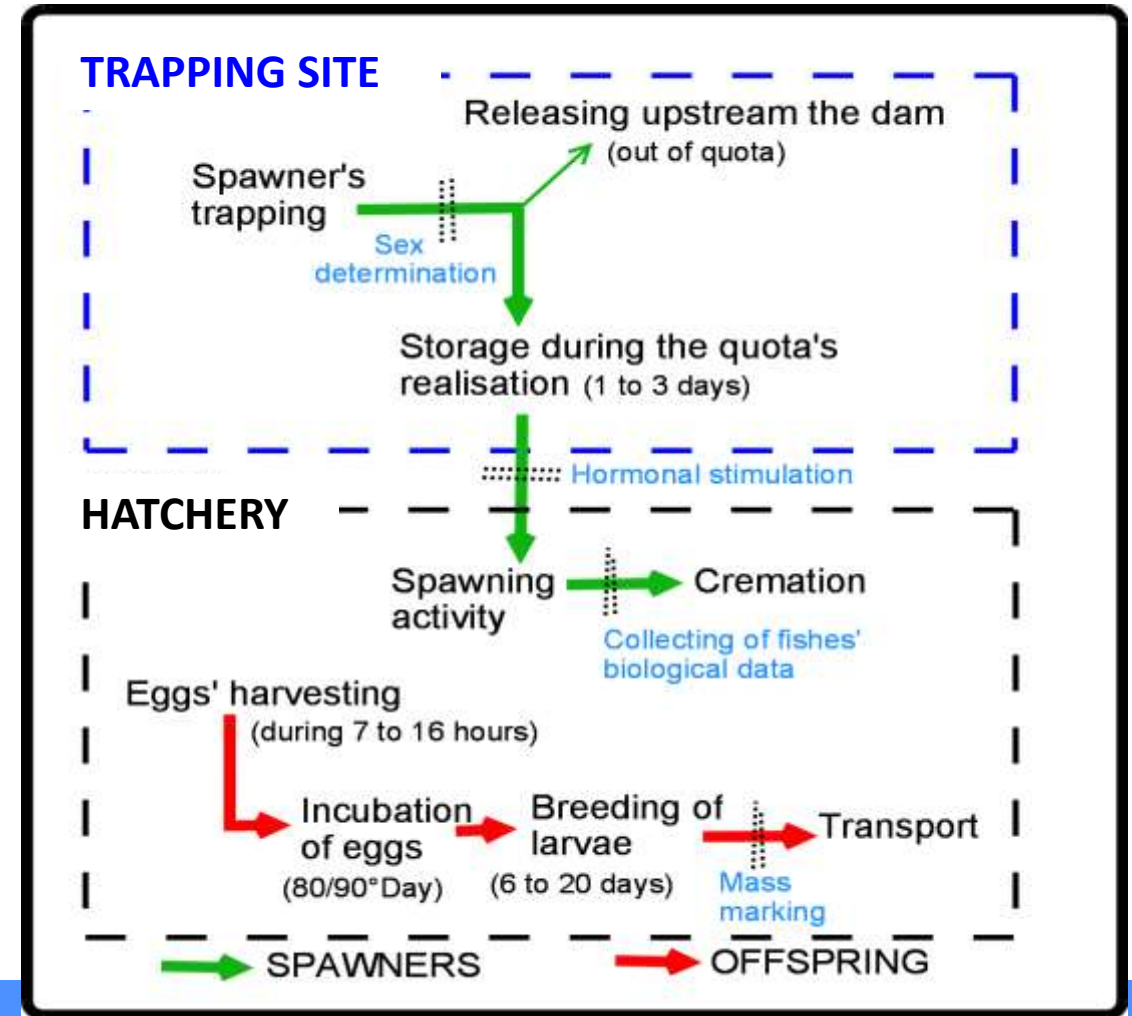 TRAPPING SITE
Releasing upstream the dam
(out of quota)
Spawner's
trapping
Sex
determination
Storage during the quota's
realisation (1 to 3 days)
Hormonal stimulation
HATCHERY
Spawning
activity
Cremation
Collecting of fishes'
biological data
Eggs' harvesting
(during 7 to 16 hours)
Incubation
of eggs
(80/90°Day)
Breeding of
larvae
(6 to 20 days)
Mass
marking
Transport
SPAWNERS
OFFSPRING